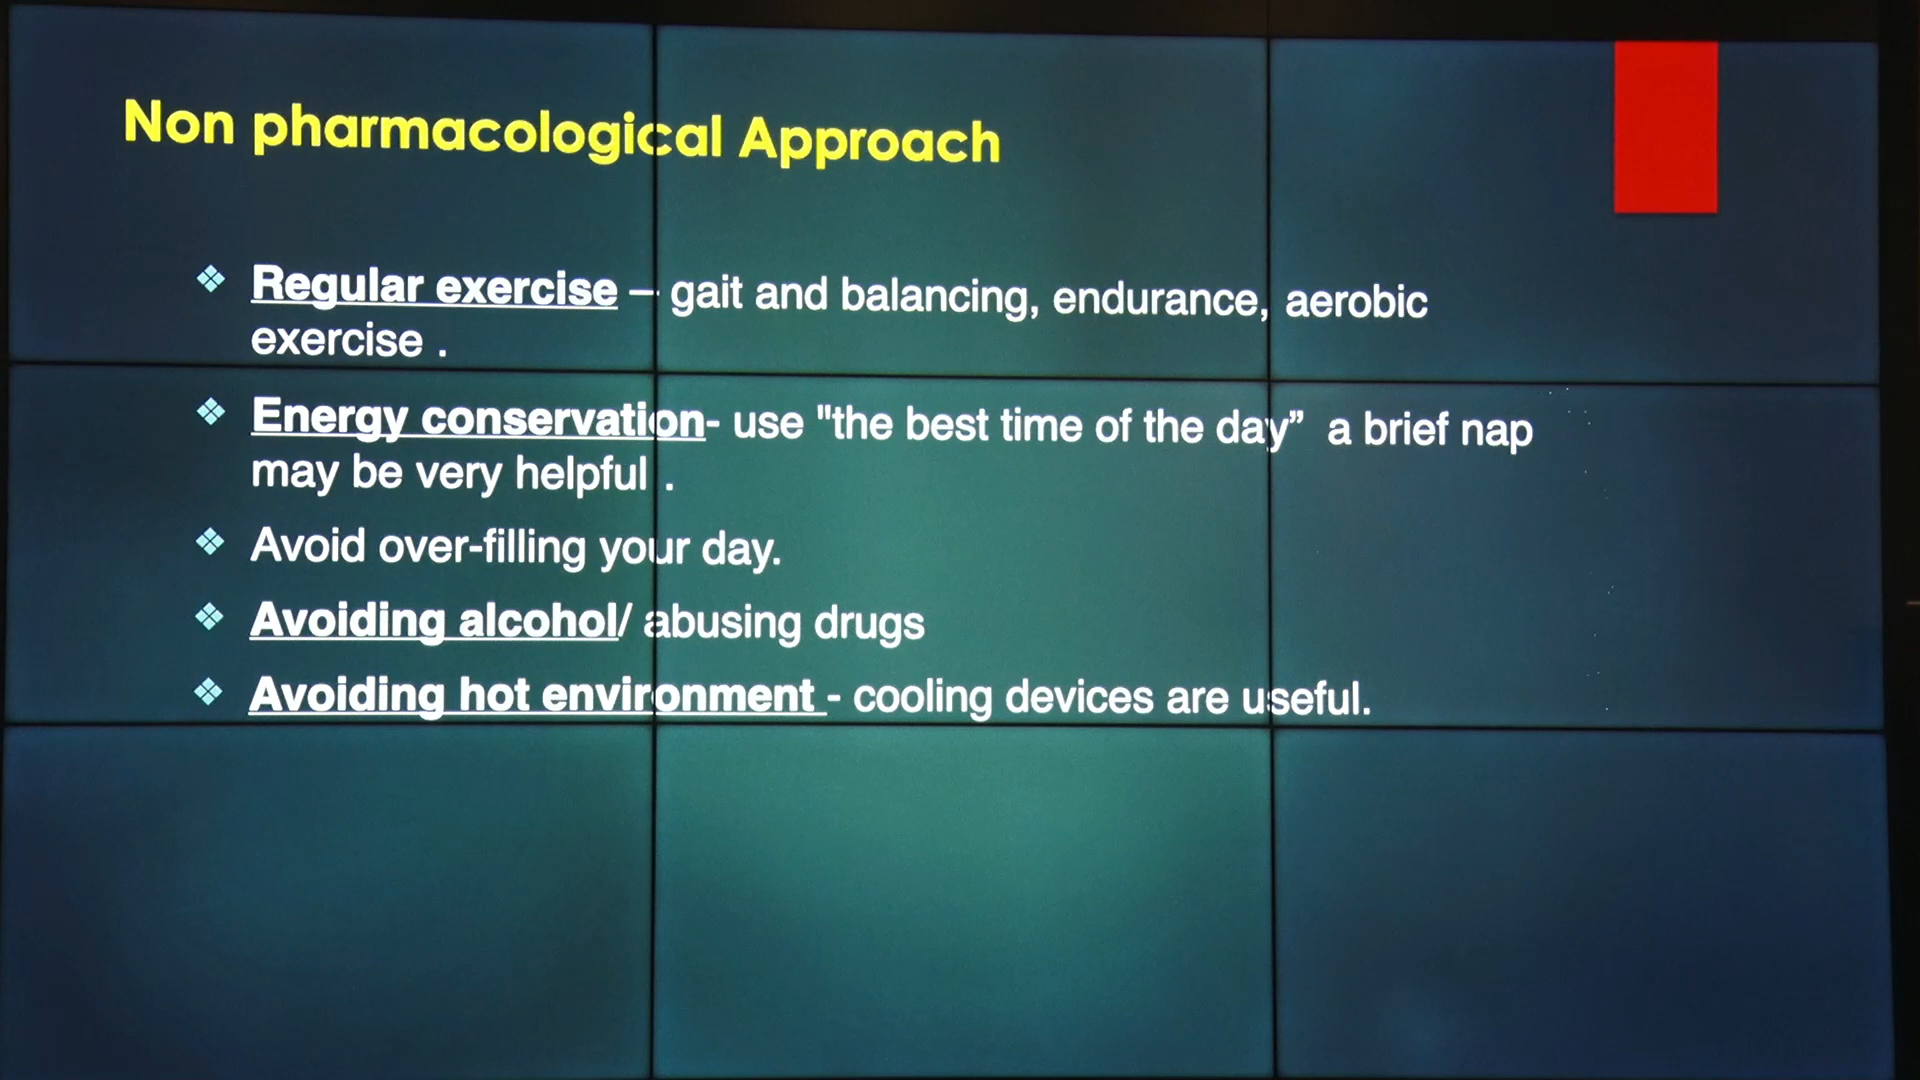 Non pharmacological Approach
❖ Regular exercise – gait and balancing, endurance, aerobic
exercise .
❖ Energy conservation- use "the best time of the day” a brief nap
may be very helpful .
❖ Avoid over-filling your day.
❖ Avoiding alcohol/ abusing drugs
❖ Avoiding hot environment - cooling devices are useful.